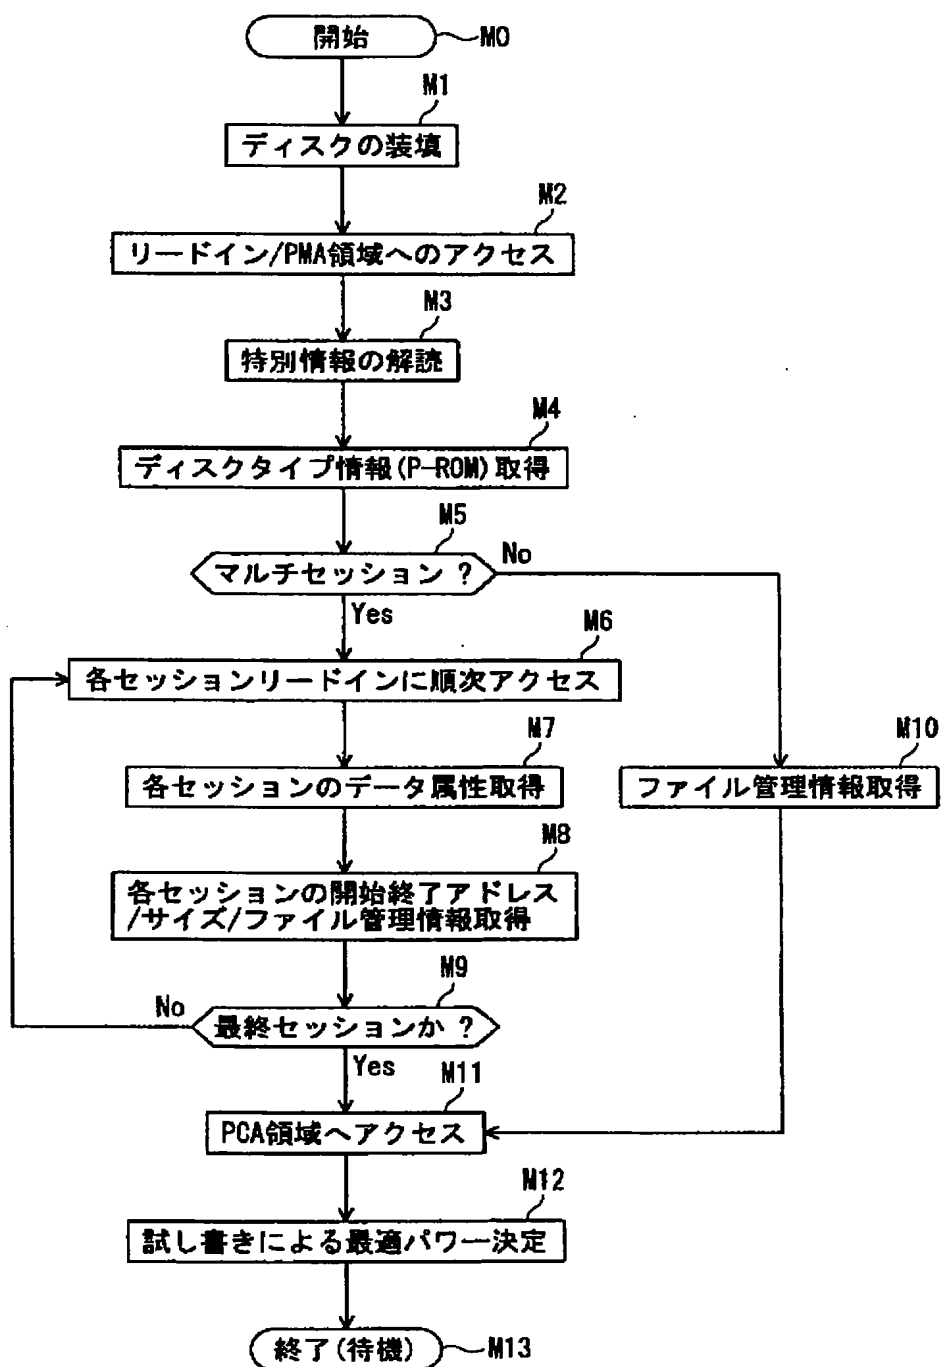 開始
M0
M1
ディスクの装填
M2
リードイン/PMA領域へのアクセス
M3
特別情報の解読
M4
ディスクタイプ情報(P-ROM)取得
M5
マルチセッション?
No
Yes
M6
各セッションリードインに順次アクセス
M7
各セッションのデータ属性取得
M10
ファイル管理情報取得
M8
各セッションの開始終了アドレス
/サイズ/ファイル管理情報取得
M9
No
最終セッションか?
Yes
M11
PCA領域へアクセス
M12
試し書きによる最適パワー決定
終了(待機)
M13